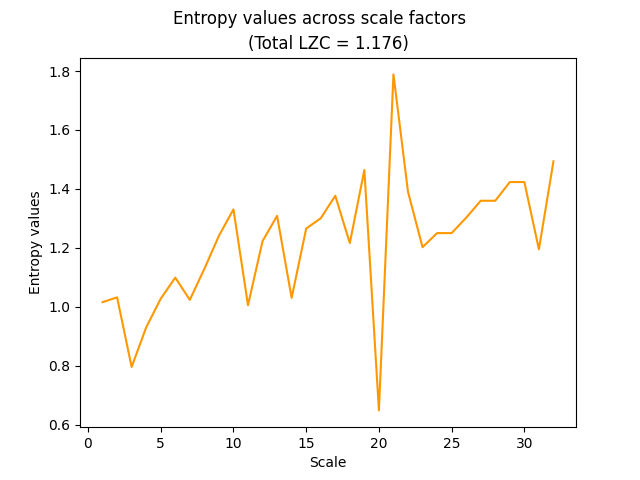 Entropy values across scale factors
(Total LZC = 1.176)
1.8
1.6
1.4
1.2
1.0
0.8
0.6
Entropy values
0 5 10 15 20 25 30
Scale